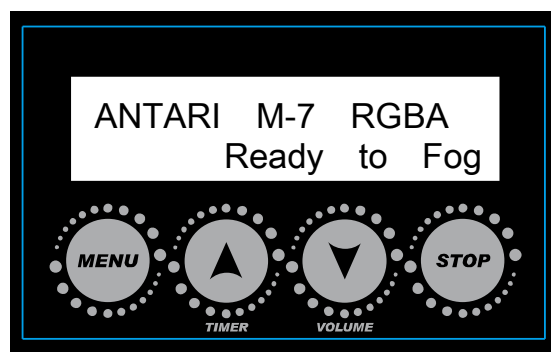 ANTARI M-7 RGBA
Ready to Fog
MENU
STOP
TIMER
VOLUME